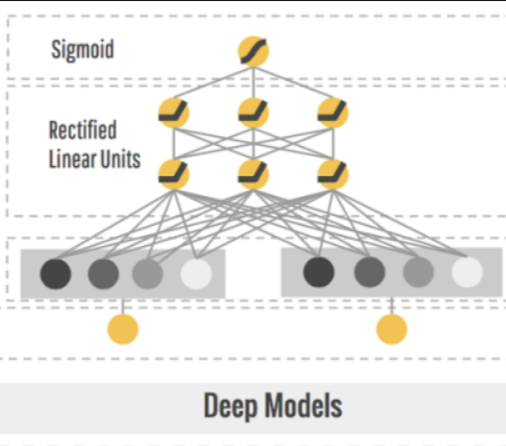 Sigmoid
Rectified
Linear Units
Deep Models